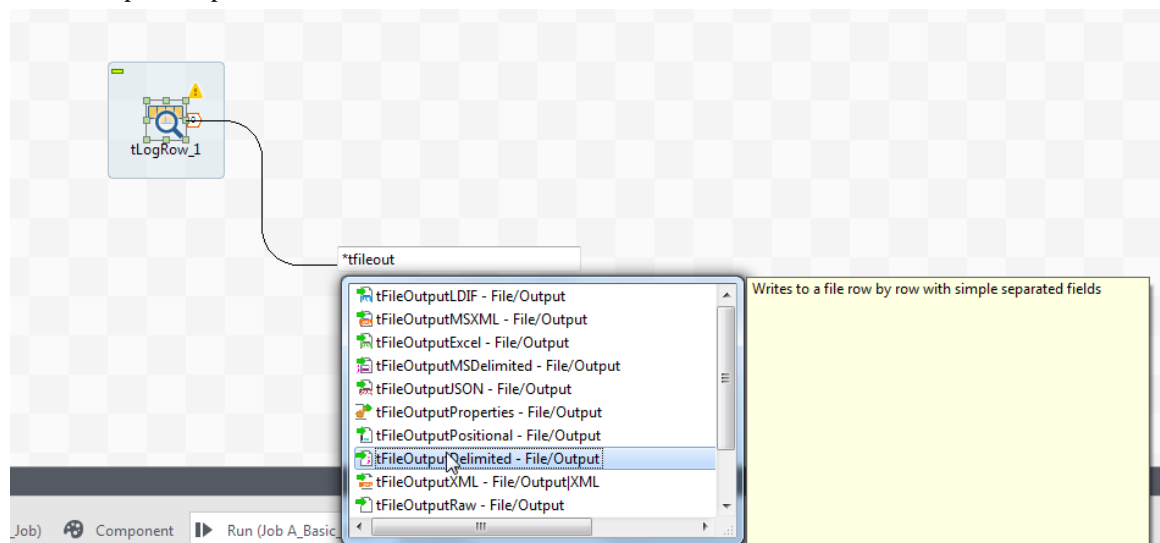 tLogRow_1
*tfileout
tFileOutputLDIF - File/Output
tFileOutputMSXML - File/Output
tFileOutputExcel - File/Output
tFileOutputMSDelimited - File/Output
tFileOutputJSON - File/Output
tFileOutputProperties - File/Output
tFileOutputPositional - File/Output
tFileOutputDelimited - File/Output
tFileOutputXML - File/Output|XML
tFileOutputRaw - File/Output
Writes to a file row by row with simple separated fields
_Job) Component Run (Job A_Basic_